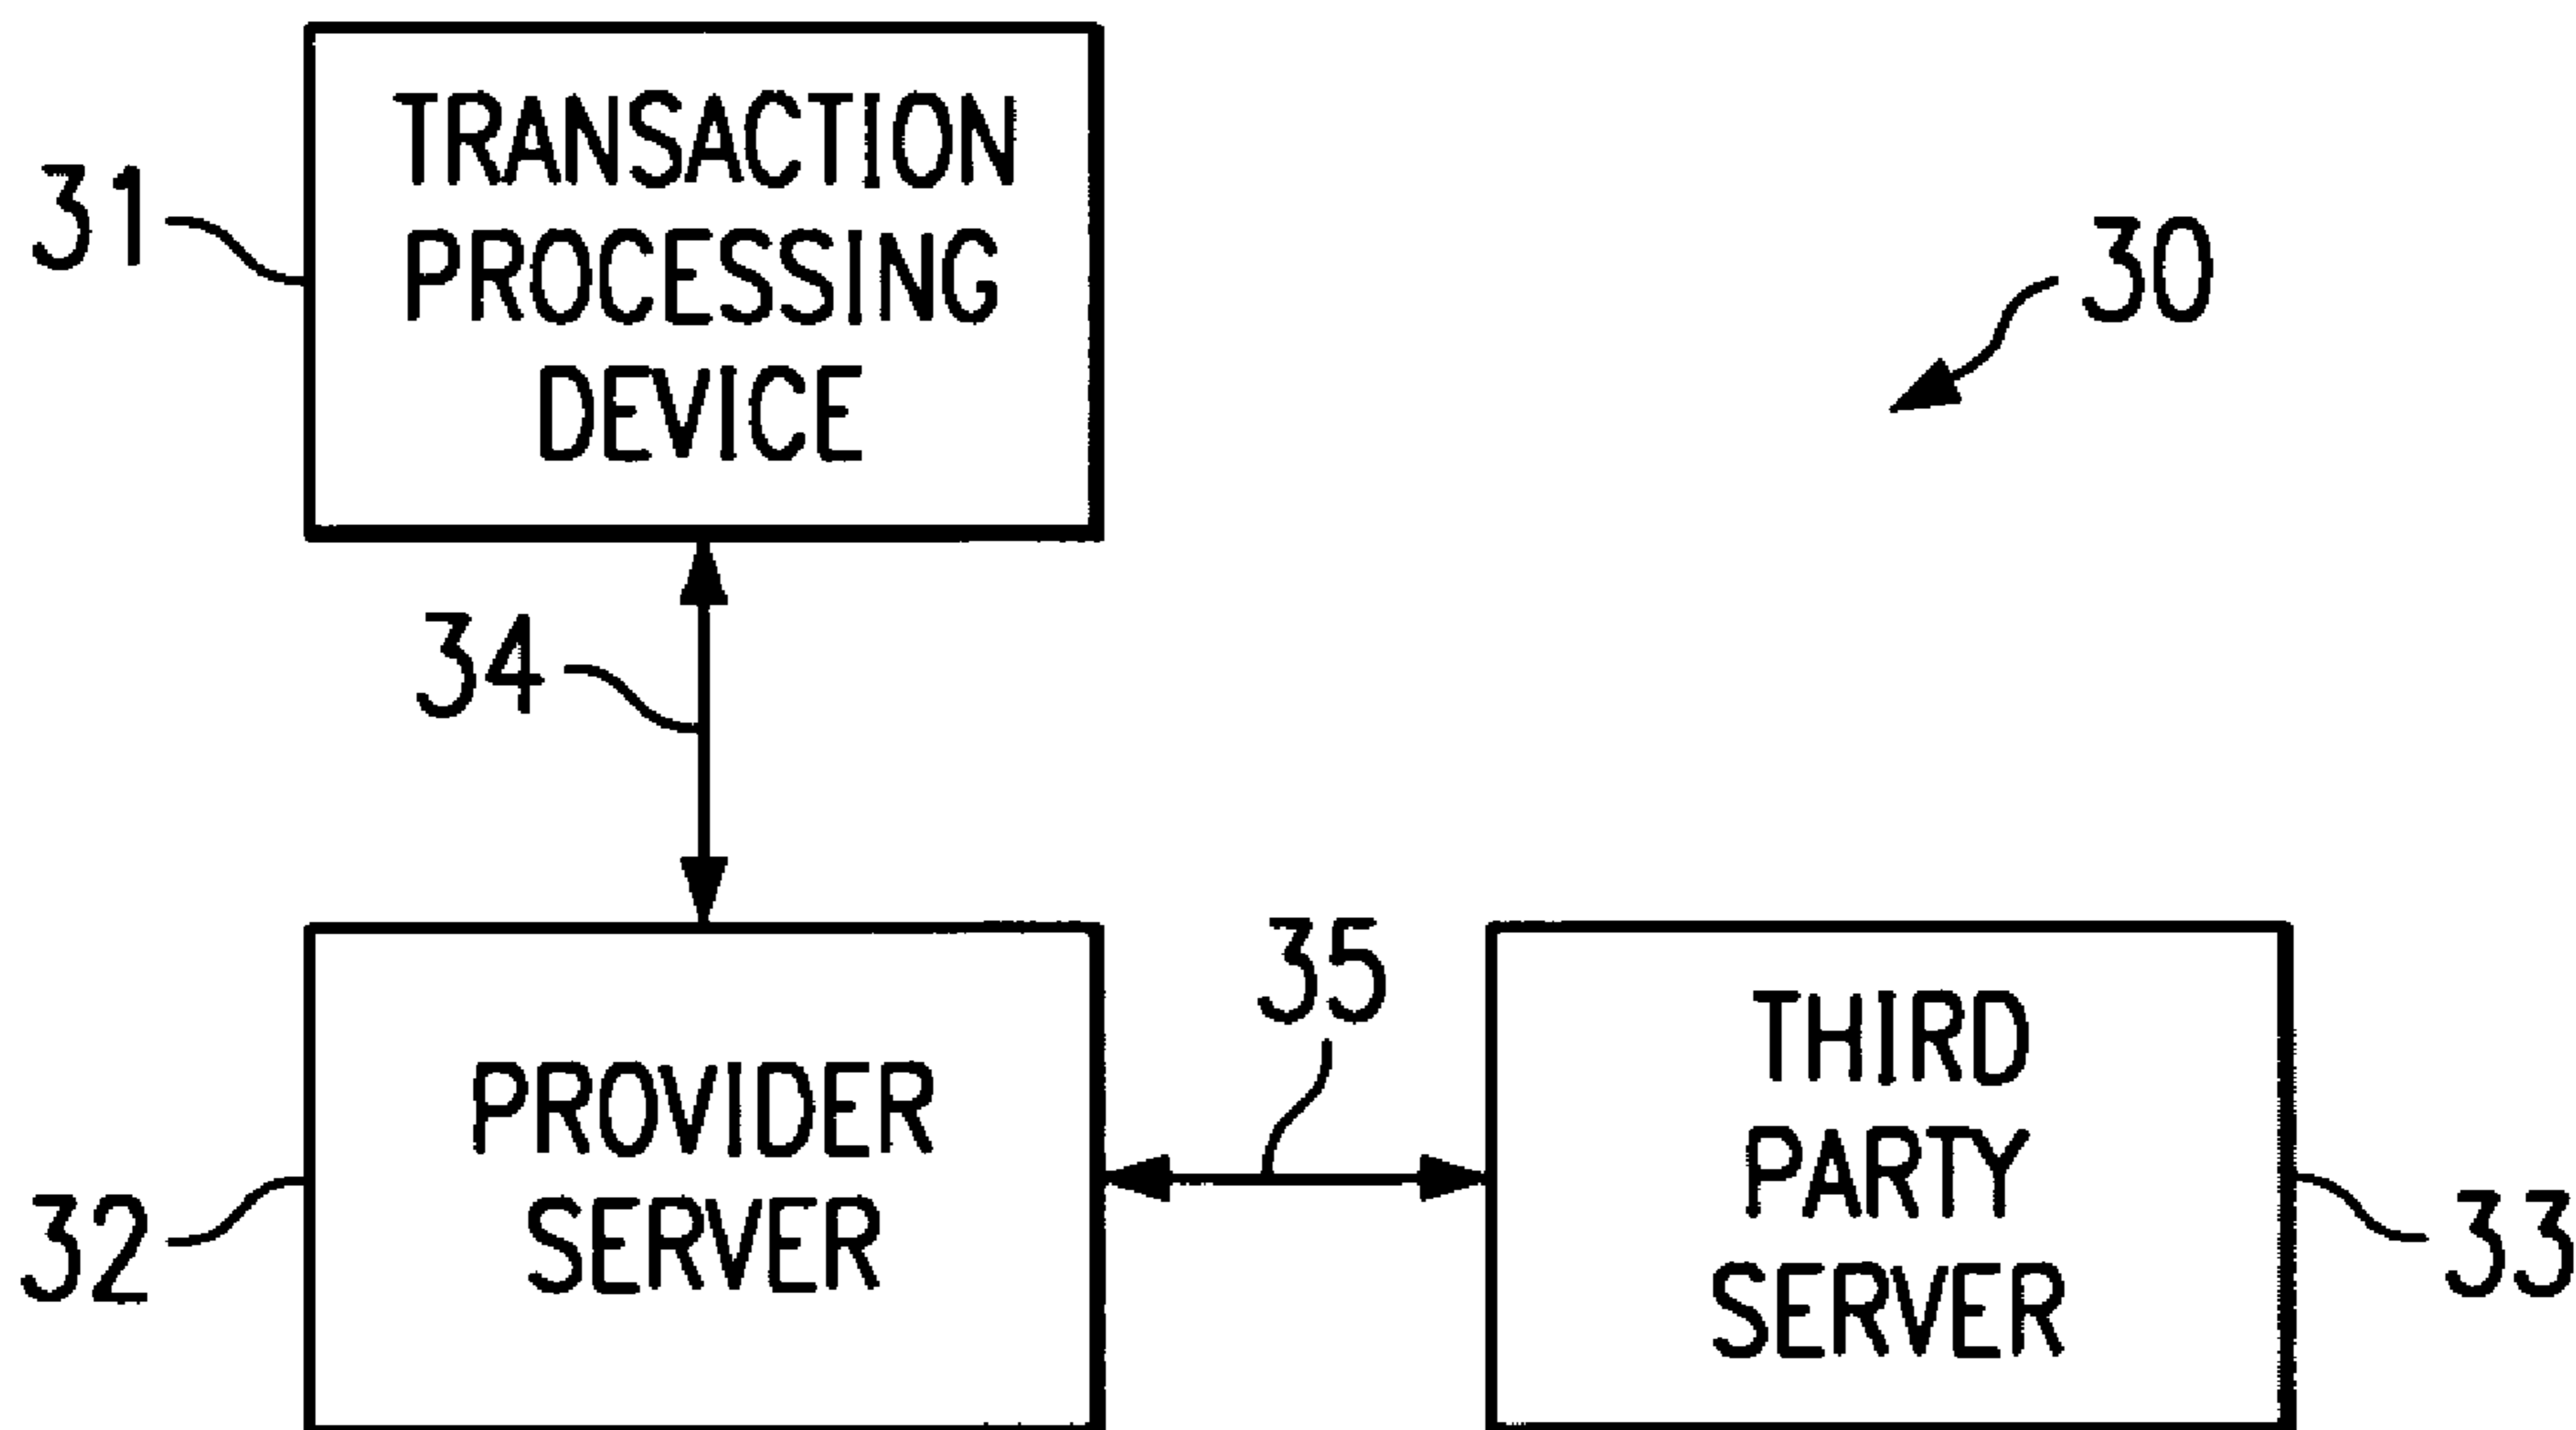 31
TRANSACTION
PROCESSING
DEVICE
30
34
32
PROVIDER
SERVER
35
THIRD
PARTY
SERVER
33